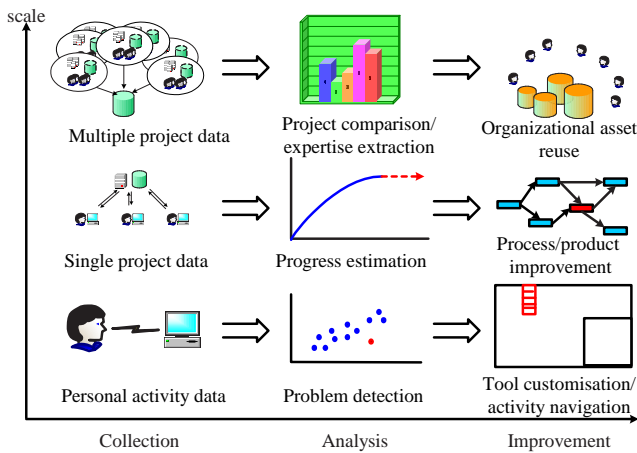 scale
Multiple project data
Project comparison/
expertise extraction
Organizational asset
reuse
Single project data
Progress estimation
Process/product
improvement
Personal activity data
Problem detection
Tool customisation/
activity navigation
Collection
Analysis
Improvement